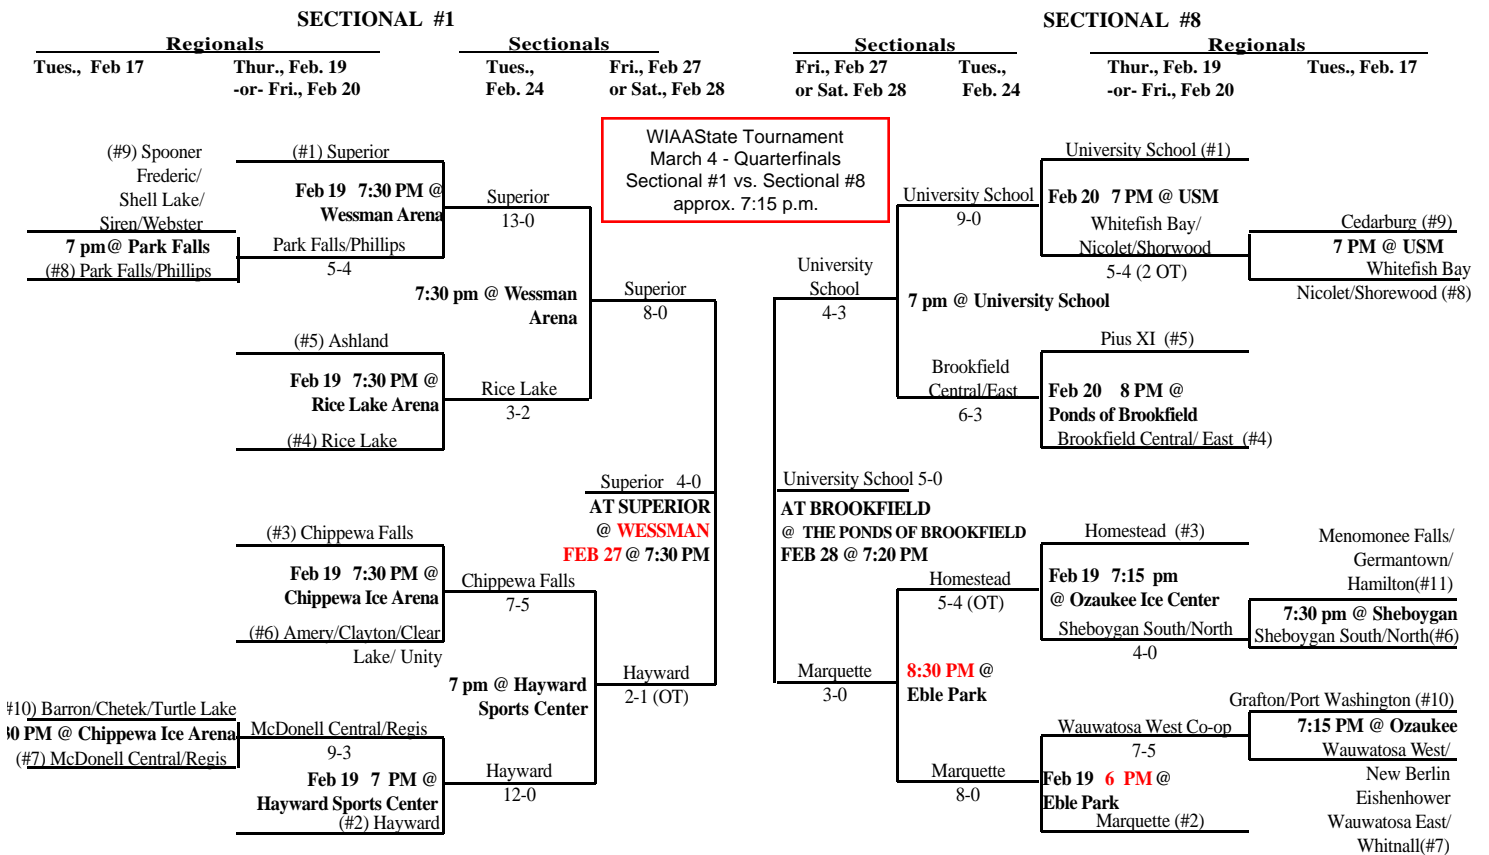 SECTIONAL #1
Regionals
Sectionals
Tues., Feb 17
Thur., Feb. 19
-or- Fri., Feb 20
Tues.,
Feb. 24
Fri., Feb 27
or Sat., Feb 28
SECTIONAL #8
Sectionals
Regionals
Fri., Feb 27
or Sat. Feb 28
Tues.,
Feb. 24
Thur., Feb. 19
-or- Fri., Feb 20
Tues., Feb. 17
WIAAState Tournament
March 4 - Quarterfinals
Sectional #1 vs. Sectional #8
approx. 7:15 p.m.
(#9) Spooner
Frederic/
Shell Lake/
Siren/Webster
7 pm@ Park Falls
(#8) Park Falls/Phillips
(#1) Superior
Feb 19 7:30 PM @
Wessman Arena
Park Falls/Phillips
5-4
Superior
13-0
7:30 pm @ Wessman
Arena
Superior
8-0
(#5) Ashland
Feb 19 7:30 PM @
Rice Lake Arena
(#4) Rice Lake
Rice Lake
3-2
Superior 4-0
AT SUPERIOR
@ WESSMAN
FEB 27 @ 7:30 PM
(#3) Chippewa Falls
Feb 19 7:30 PM @
Chippewa Ice Arena
(#6) Amery/Clayton/Clear
Lake/ Unity
Chippewa Falls
7-5
7 pm @ Hayward
Sports Center
Hayward
2-1 (OT)
#10) Barron/Chetek/Turtle Lake
0 PM @ Chippewa Ice Arena
(#7) McDonell Central/Regis
McDonell Central/Regis
9-3
Feb 19 7 PM @
Hayward Sports Center
(#2) Hayward
Hayward
12-0
University School (#1)
Feb 20 7 PM @ USM
Whitefish Bay/
Nicolet/Shorwood
5-4 (2 OT)
Cedarburg (#9)
7 PM @ USM
Whitefish Bay
Nicolet/Shorewood (#8)
University School
9-0
University
School
4-3
7 pm @ University School
Pius XI (#5)
Feb 20 8 PM @
Ponds of Brookfield
Brookfield Central/ East (#4)
Brookfield
Central/East
6-3
University School 5-0
AT BROOKFIELD
@ THE PONDS OF BROOKFIELD
FEB 28 @ 7:20 PM
Homestead (#3)
Feb 19 7:15 pm
@ Ozaukee Ice Center
Sheboygan South/North
4-0
Menomonee Falls/
Germantown/
Hamilton(#11)
7:30 pm @ Sheboygan
Sheboygan South/North(#6)
Homestead
5-4 (OT)
Marquette
3-0
8:30 PM @
Eble Park
Grafton/Port Washington (#10)
7:15 PM @ Ozaukee
Wauwatosa West/
New Berlin
Eishenhower
Wauwatosa East/
Whitnall(#7)
Wauwatosa West Co-op
7-5
Feb 19 6 PM @
Eble Park
Marquette (#2)
Marquette
8-0